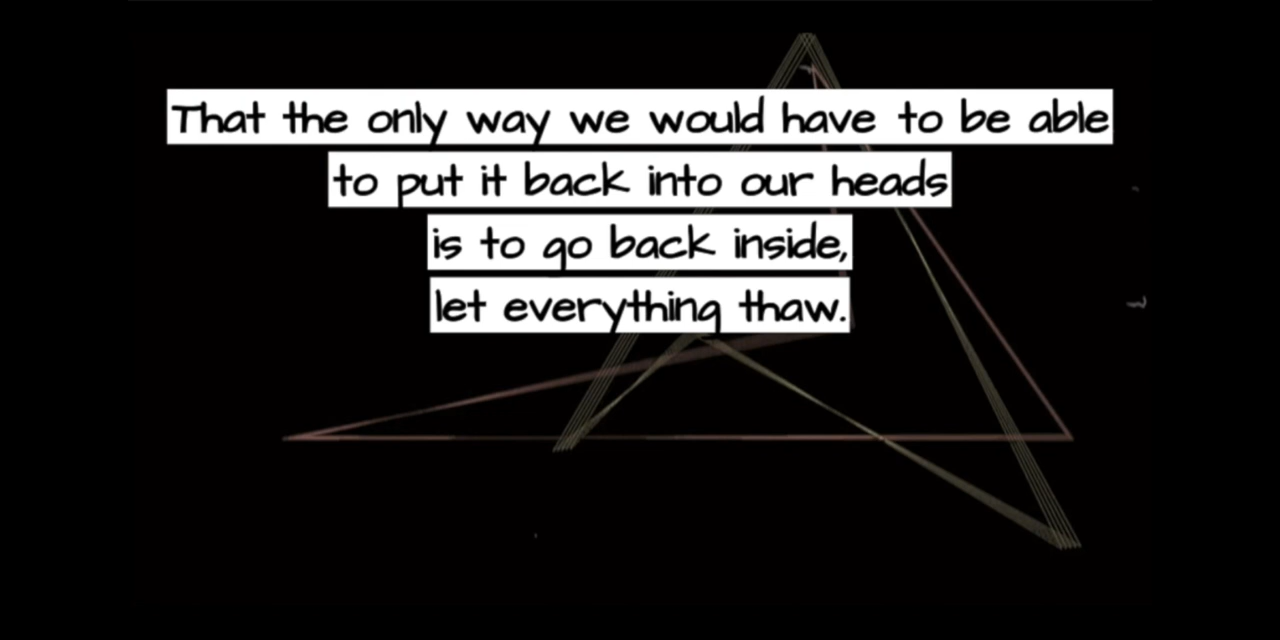 That the only way we would have to be able
to put it back into our heads
is to go back inside,
let everything thaw.